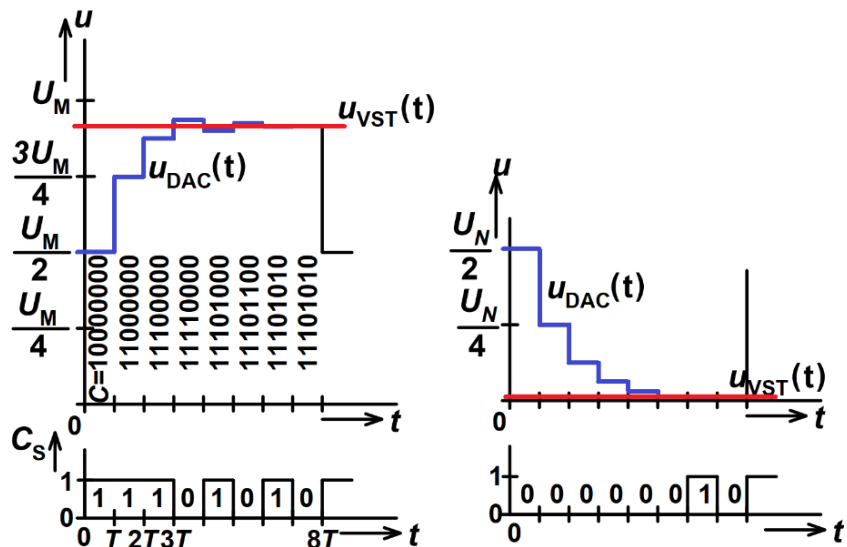 u
U_M
u_VST(t)
3U_M
4
u_DAC(t)
U_M
2
U_M
4
C=10000000
11000000
11100000
11110000
11101000
11101100
11101010
11101010
0
t
C_S
1
1 1 1 0 1 0 1 0
0
0 T 2T 3T 8T t
u
U_N
2
u_DAC(t)
U_N
4
u_VST(t)
0
t
1
0 0 0 0 0 0 1 0
0
0
t